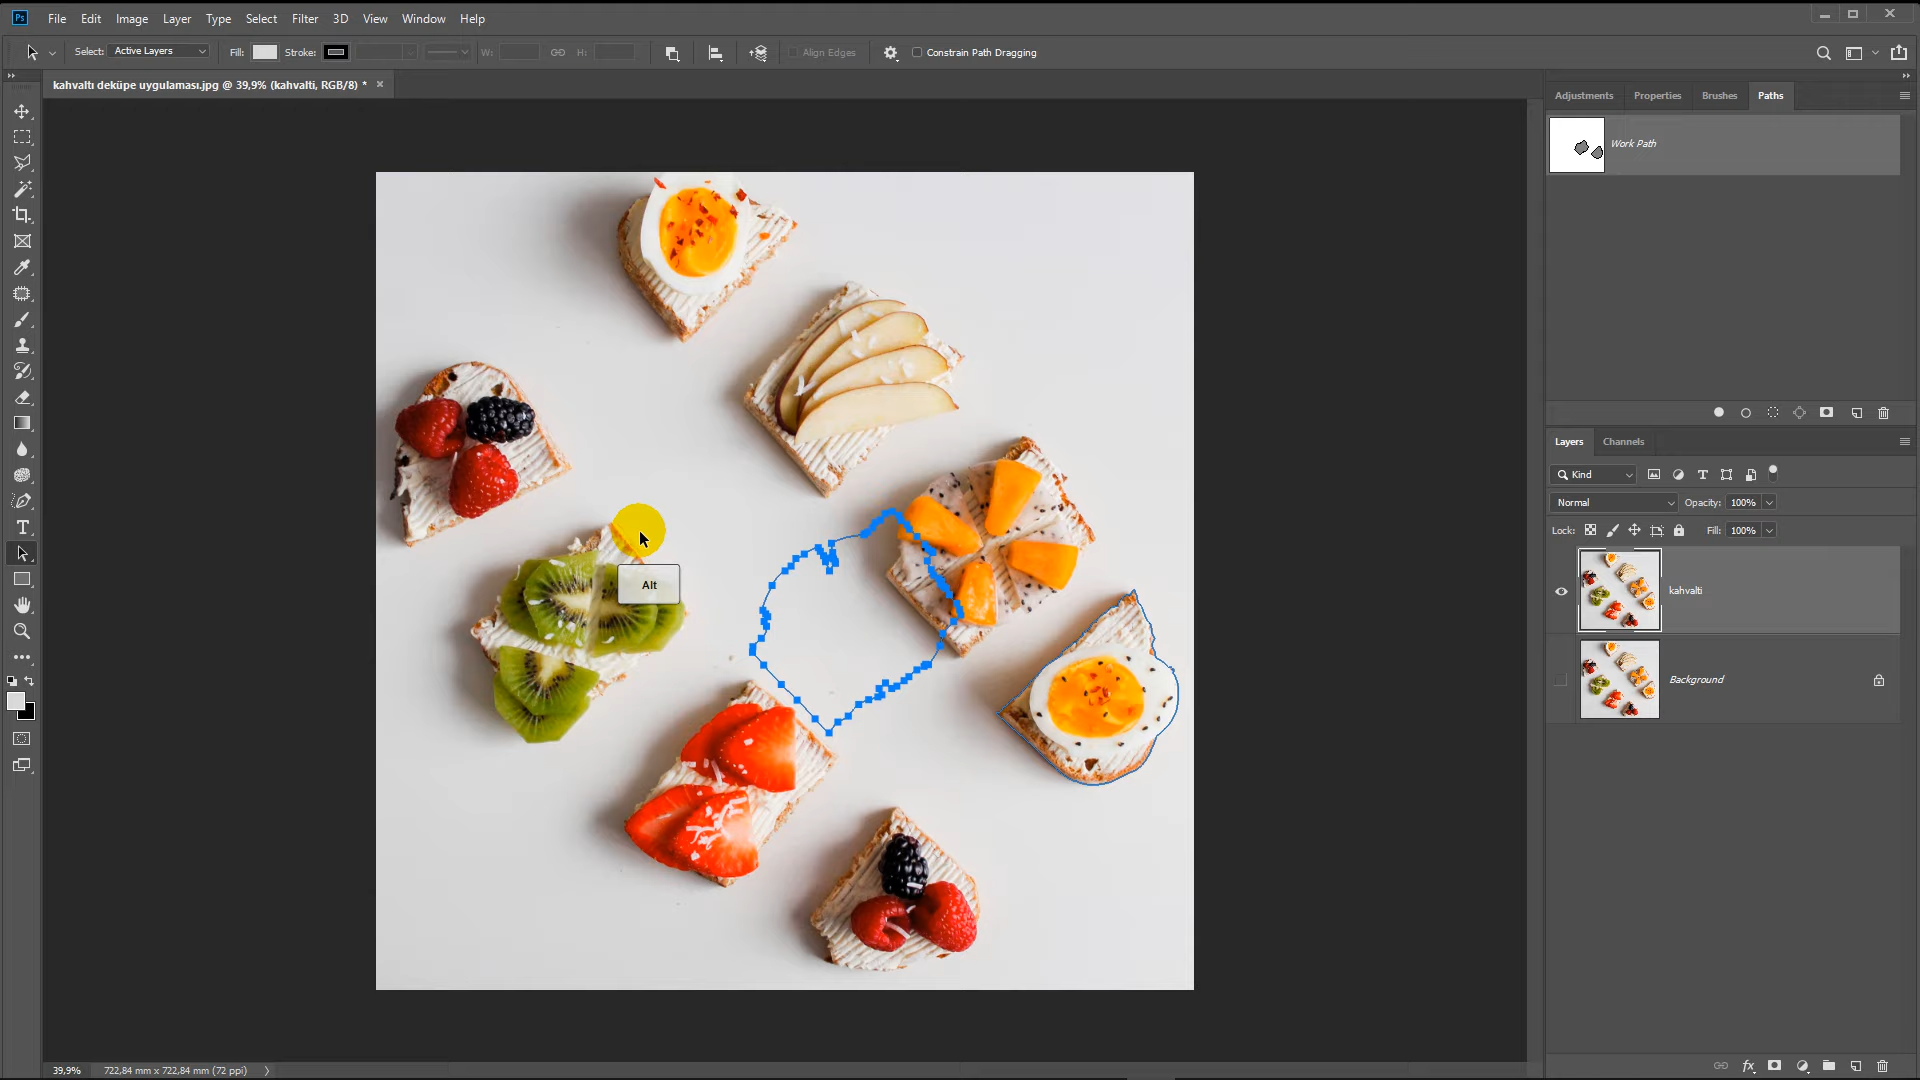 Ps File Edit Image Layer Type Select Filter 3D View Window Help
Select: Active Layers Fill: Stroke: W: H: Align Edges Constrain Path Dragging
kahvaltı deküpe uygulaması.jpg @ 39,9% (kahvalti, RGB/8) *
Adjustments Properties Brushes Paths
Work Path
Alt
Layers Channels
Kind
Normal Opacity: 100%
Lock: Fill: 100%
kahvalti
Background
39,9% 722,84 mm x 722,84 mm (72 ppi)